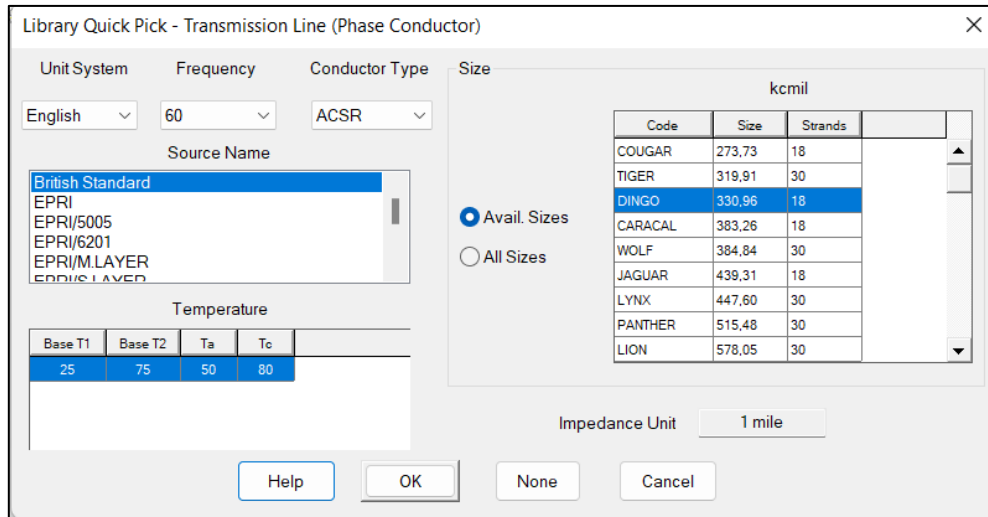 Library Quick Pick - Transmission Line (Phase Conductor)
Unit System Frequency Conductor Type
English 60 ACSR
Source Name
British Standard
EPRI
EPRI/5005
EPRI/6201
EPRI/M.LAYER
EPRI/S.LAYER
Temperature
Base T1 Base T2 Ta Tc
25 75 50 80
Size
kcmil
Avail. Sizes
All Sizes
Code Size Strands
COUGAR 273,73 18
TIGER 319,91 30
DINGO 330,96 18
CARACAL 383,26 18
WOLF 384,84 30
JAGUAR 439,31 18
LYNX 447,60 30
PANTHER 515,48 30
LION 578,05 30
Impedance Unit 1 mile
Help OK None Cancel